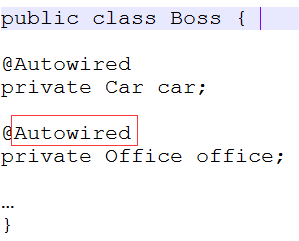 public class Boss {
@Autowired
private Car car;
@Autowired
private Office office;
…
}